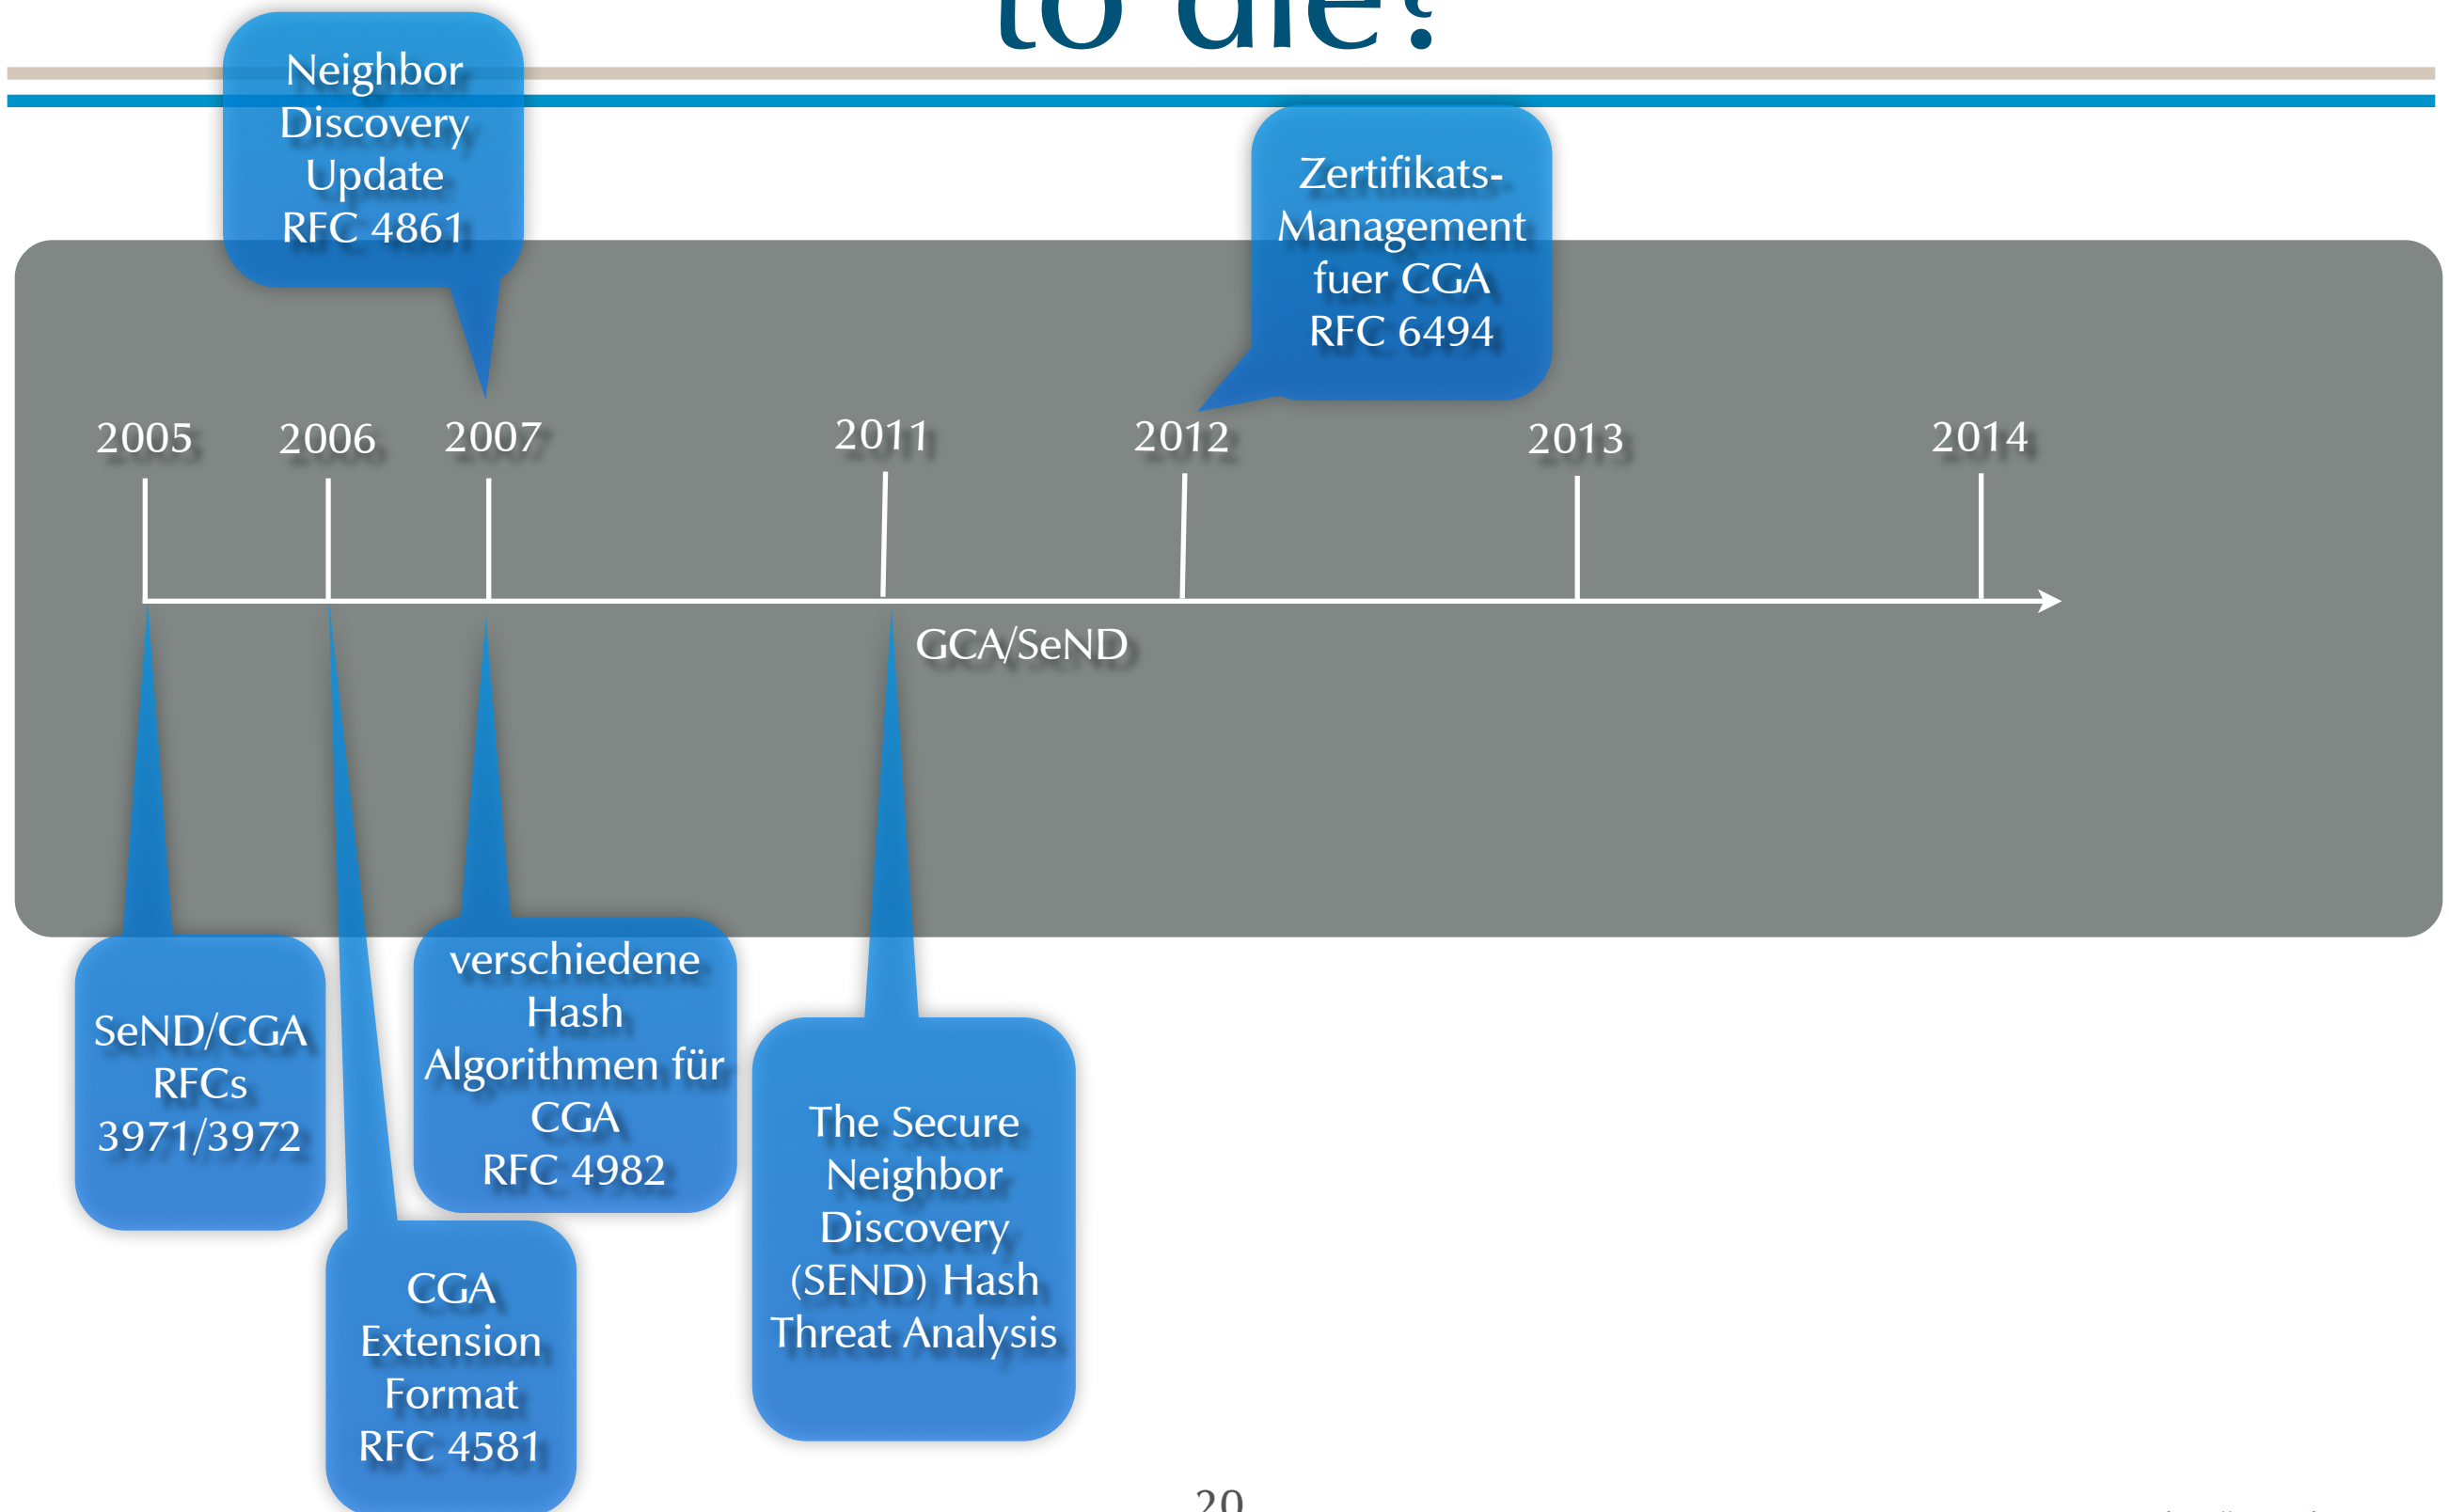 to die?
Neighbor
Discovery
Update
RFC 4861
Zertifikats-
Management
fuer CGA
RFC 6494
2005
2006
2007
2011
2012
2013
2014
GCA/SeND
SeND/CGA
RFCs
3971/3972
CGA
Extension
Format
RFC 4581
verschiedene
Hash
Algorithmen für
CGA
RFC 4982
The Secure
Neighbor
Discovery
(SEND) Hash
Threat Analysis
20